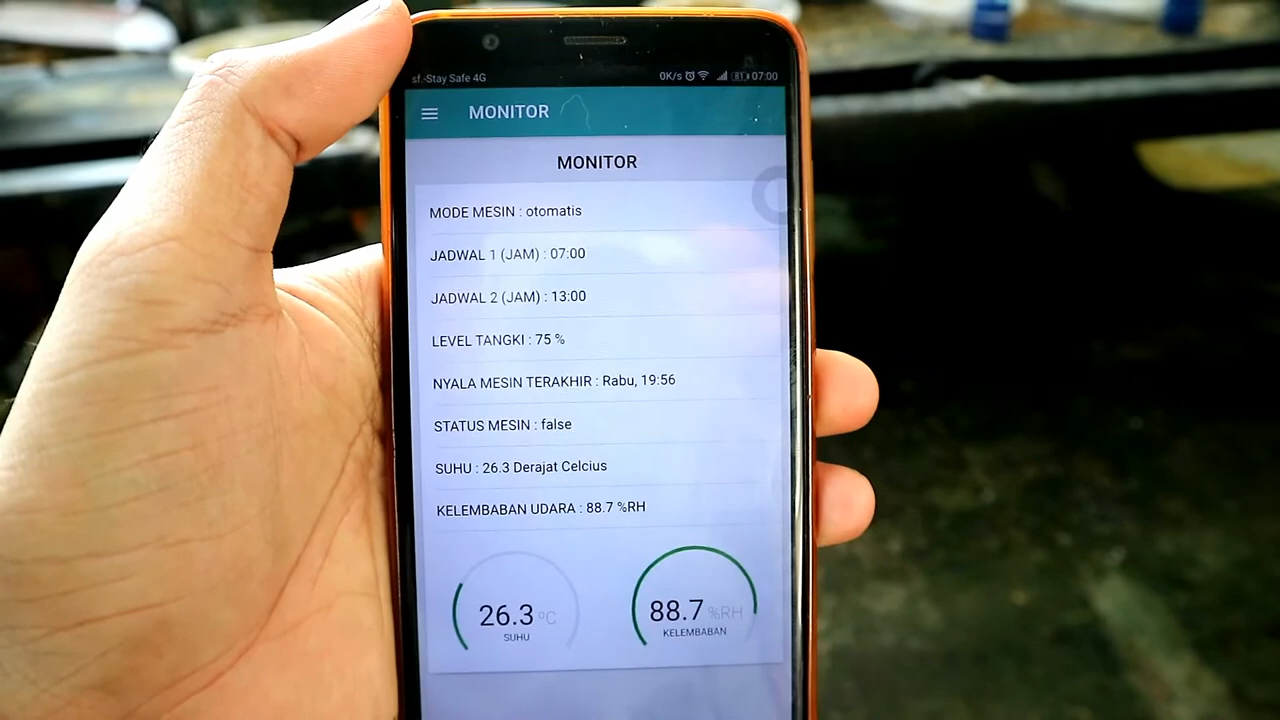 sf.-Stay Safe 4G 0K/s 81 07:00
MONITOR
MONITOR
MODE MESIN : otomatis
JADWAL 1 (JAM) : 07:00
JADWAL 2 (JAM) : 13:00
LEVEL TANGKI : 75 %
NYALA MESIN TERAKHIR : Rabu, 19:56
STATUS MESIN : false
SUHU : 26.3 Derajat Celcius
KELEMBABAN UDARA : 88.7 %RH
26.3 °C
SUHU
88.7 %RH
KELEMBABAN